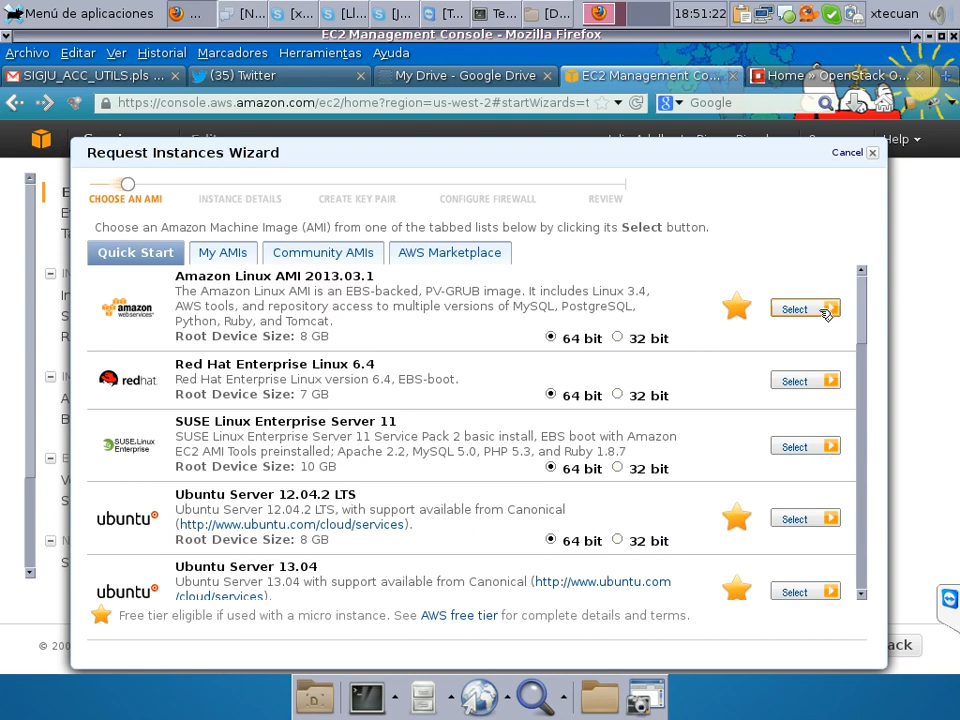 Menú de aplicaciones
...
[N...
[x...
[Ll...
[J...
[T...
Te...
[D...
18:51:22
xtecuan
EC2 Management Console - Mozilla Firefox
Archivo Editar Ver Historial Marcadores Herramientas Ayuda
SIGJU_ACC_UTILS.pls ...
(35) Twitter
My Drive - Google Drive
EC2 Management Co...
Home » OpenStack O...
https://console.aws.amazon.com/ec2/home?region=us-west-2#startWizards=t
Google
Help
Request Instances Wizard
Cancel
CHOOSE AN AMI
INSTANCE DETAILS
CREATE KEY PAIR
CONFIGURE FIREWALL
REVIEW
Choose an Amazon Machine Image (AMI) from one of the tabbed lists below by clicking its Select button.
Quick Start
My AMIs
Community AMIs
AWS Marketplace
Amazon Linux AMI 2013.03.1
The Amazon Linux AMI is an EBS-backed, PV-GRUB image. It includes Linux 3.4,
AWS tools, and repository access to multiple versions of MySQL, PostgreSQL,
Python, Ruby, and Tomcat.
Root Device Size: 8 GB
64 bit
32 bit
amazon
webservices
Select
Red Hat Enterprise Linux 6.4
Red Hat Enterprise Linux version 6.4, EBS-boot.
Root Device Size: 7 GB
64 bit
32 bit
redhat
Select
SUSE Linux Enterprise Server 11
SUSE Linux Enterprise Server 11 Service Pack 2 basic install, EBS boot with Amazon
EC2 AMI Tools preinstalled; Apache 2.2, MySQL 5.0, PHP 5.3, and Ruby 1.8.7
Root Device Size: 10 GB
64 bit
32 bit
SUSE Linux
Enterprise
Select
Ubuntu Server 12.04.2 LTS
Ubuntu Server 12.04.2 LTS, with support available from Canonical
(http://www.ubuntu.com/cloud/services).
Root Device Size: 8 GB
64 bit
32 bit
ubuntu
Select
Ubuntu Server 13.04
Ubuntu Server 13.04 with support available from Canonical (http://www.ubuntu.com
/cloud/services).
ubuntu
Select
Free tier eligible if used with a micro instance. See AWS free tier for complete details and terms.
© 20
ack